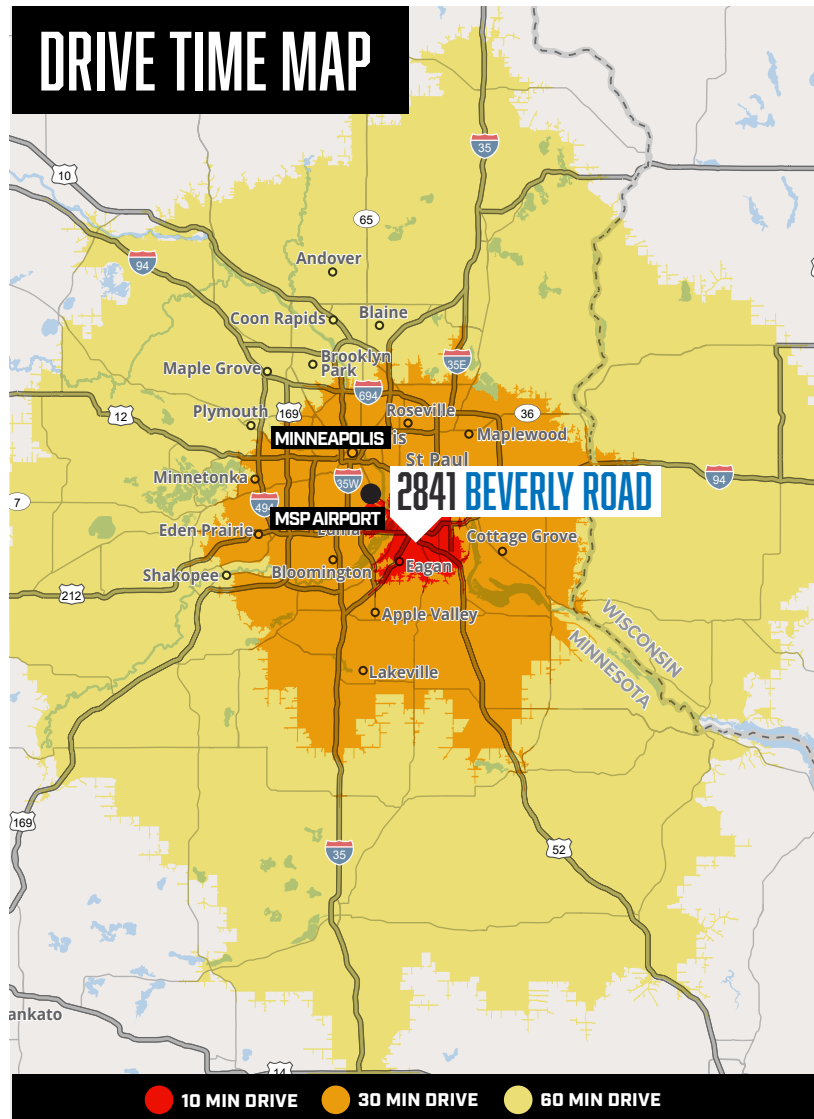 DRIVE TIME MAP
35
10
65
94
Andover
Coon Rapids
Blaine
Brooklyn
Park
Maple Grove
35E
694
Plymouth
169
Roseville
36
12
MINNEAPOLIS
Maplewood
St Paul
Minnetonka
35W
94
2841 BEVERLY ROAD
7
494
MSP AIRPORT
Eden Prairie
Cottage Grove
Shakopee
Bloomington
Eagan
212
Apple Valley
WISCONSIN
MINNESOTA
Lakeville
169
35
52
ankato
14
10 MIN DRIVE
30 MIN DRIVE
60 MIN DRIVE